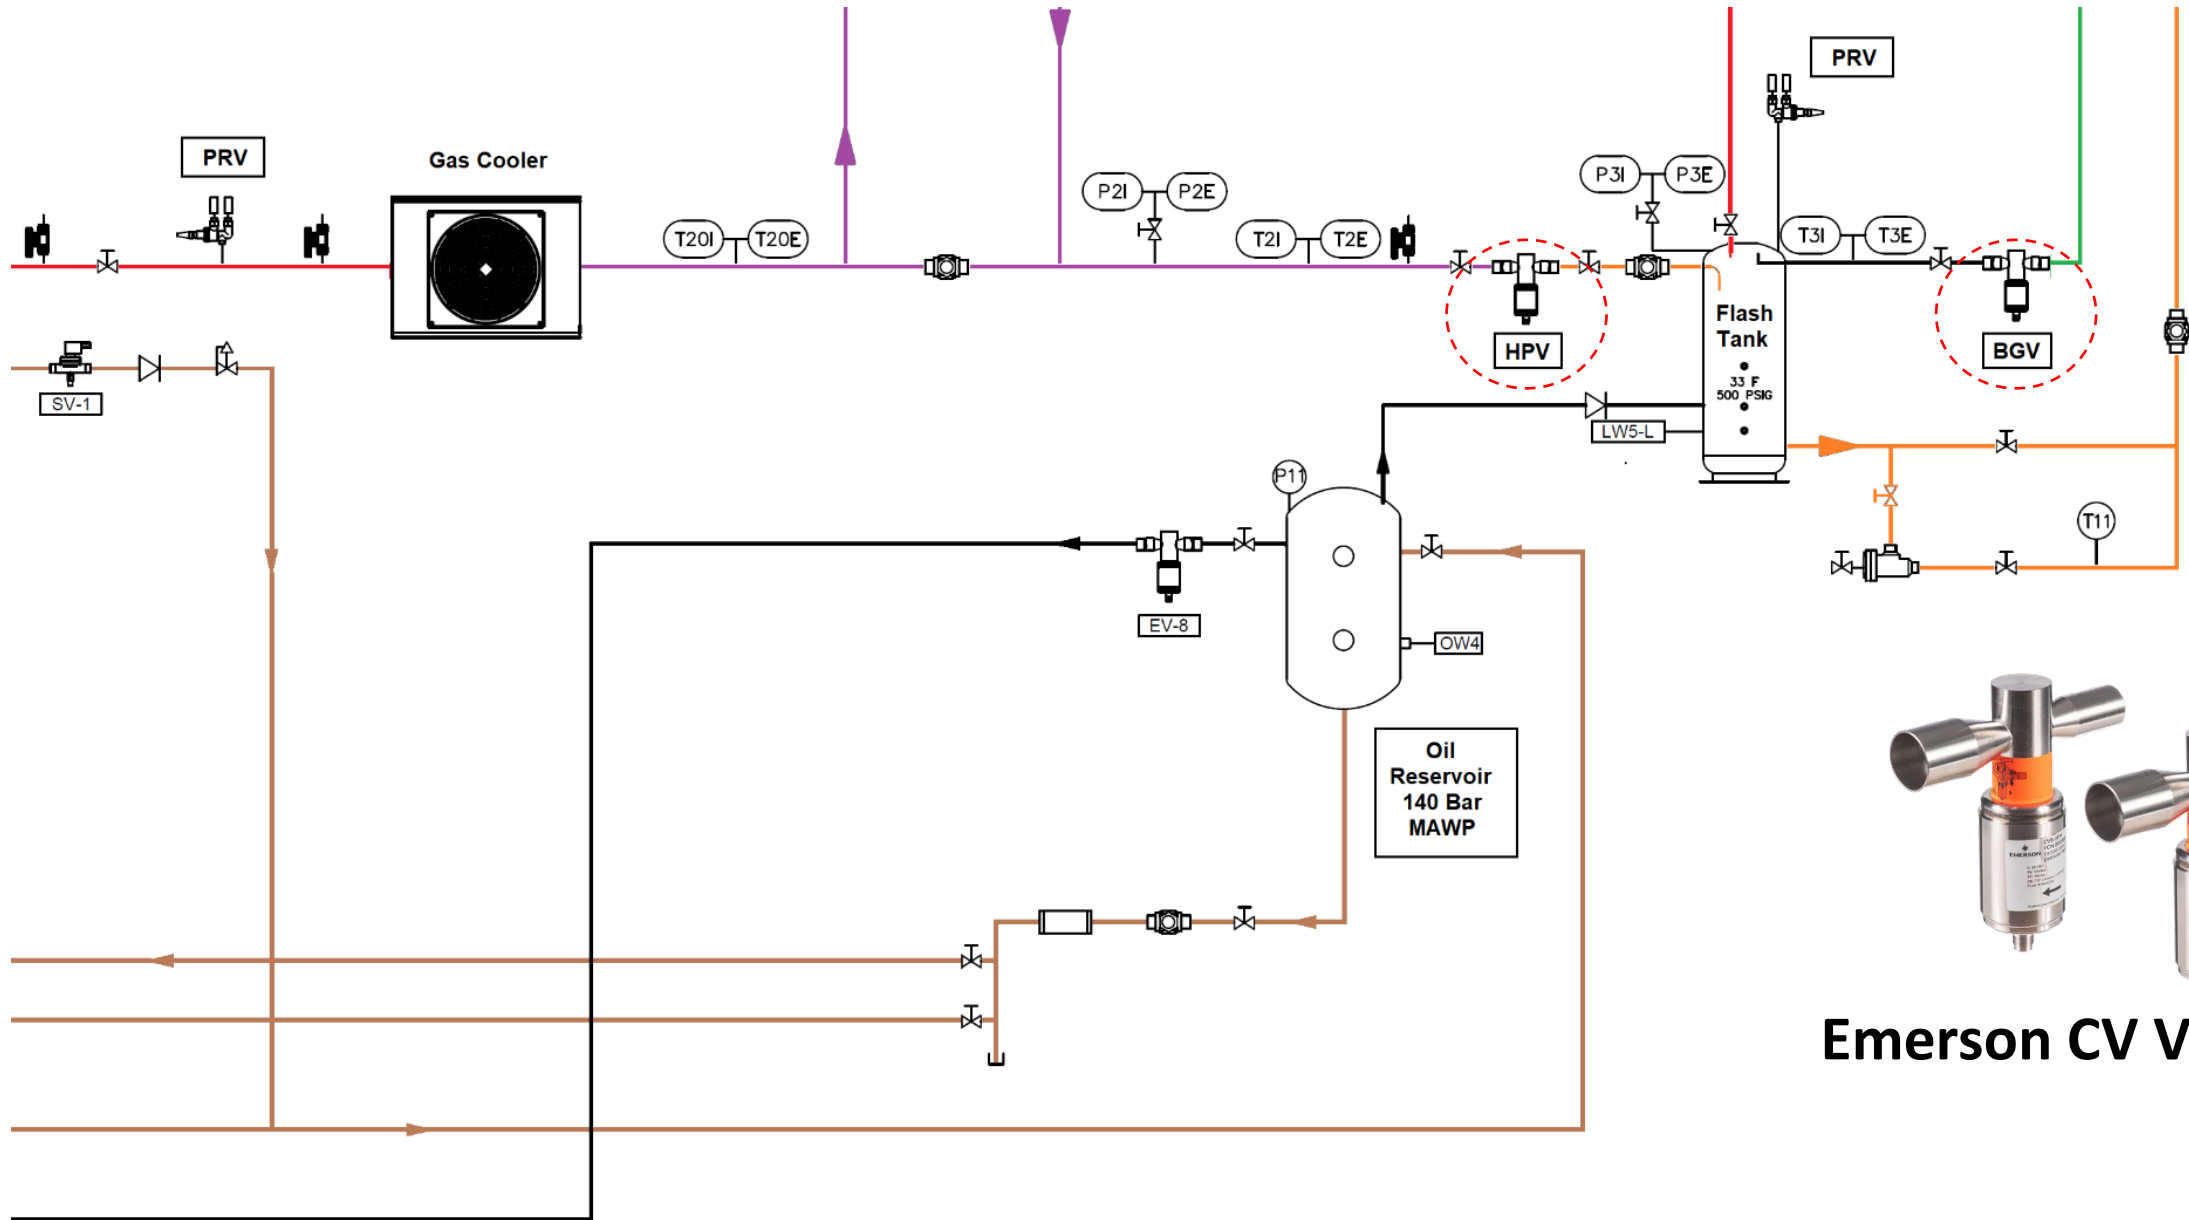 PRV
PRV
Gas Cooler
P2I
P2E
P3I
P3E
T20I
T20E
T2I
T2E
T3I
T3E
Flash
Tank
33 F
500 PSIG
HPV
BGV
SV-1
LW5-L
P11
T11
EV-8
OW4
Oil
Reservoir
140 Bar
MAWP
EMERSON
Emerson CV V